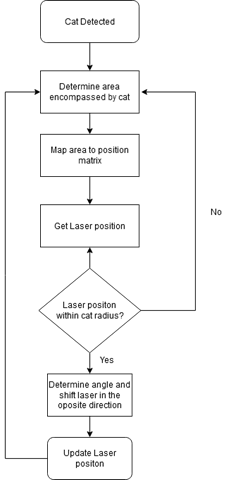 Cat Detected
Determine area
encompassed by cat
Map area to position
matrix
Get Laser position
No
Laser positon
within cat radius?
Yes
Determine angle and
shift laser in the
opposite direction
Update Laser
positon